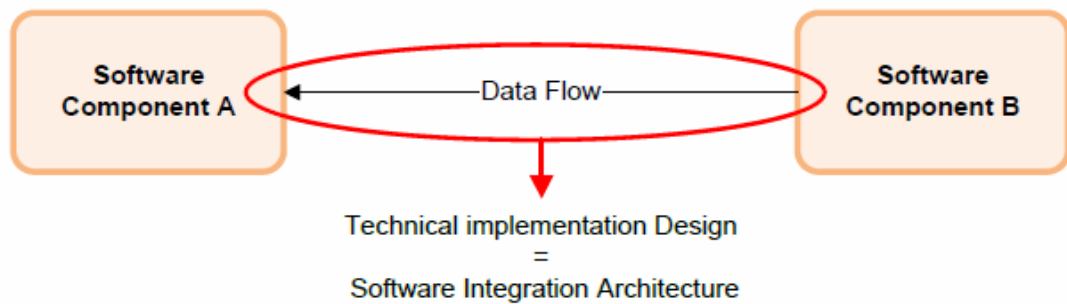 Software
Component A
Data Flow
Software
Component B
Technical implementation Design
=
Software Integration Architecture